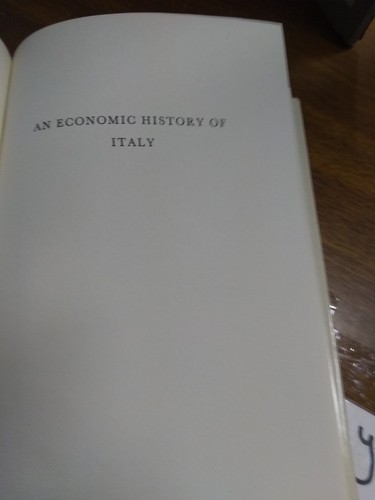 AN ECONOMIC HISTORY OF
ITALY
y